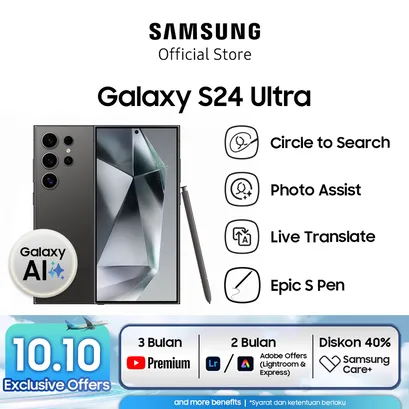 SAMSUNG
Official Store
Galaxy S24 Ultra
Circle to Search
Photo Assist
Live Translate
Epic S Pen
Galaxy
AI
10.10
Exclusive Offers
3 Bulan
Premium
2 Bulan
Lr / A
Adobe Offers
(Lightroom &
Express)
Diskon 40%
Samsung
Care+
and more benefits | *Syarat dan ketentuan berlaku